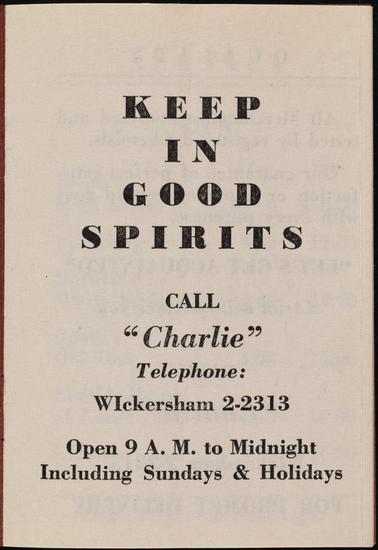 KEEP
IN
GOOD
SPIRITS
CALL
“Charlie”
Telephone:
WIckersham 2-2313
Open 9 A. M. to Midnight
Including Sundays & Holidays